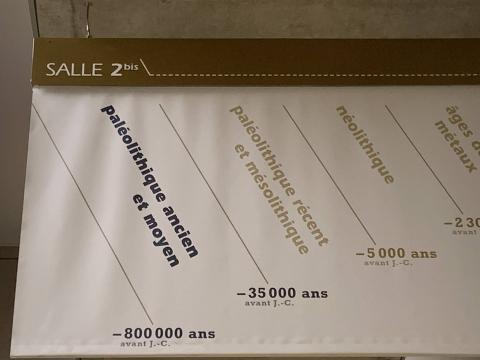 SALLE 2bis
paléolithique ancien
et moyen
paléolithique récent
et mésolithique
néolithique
âges
métaux
–800 000 ans
avant J.-C.
–35 000 ans
avant J.-C.
–5 000 ans
avant J.-C.
avant